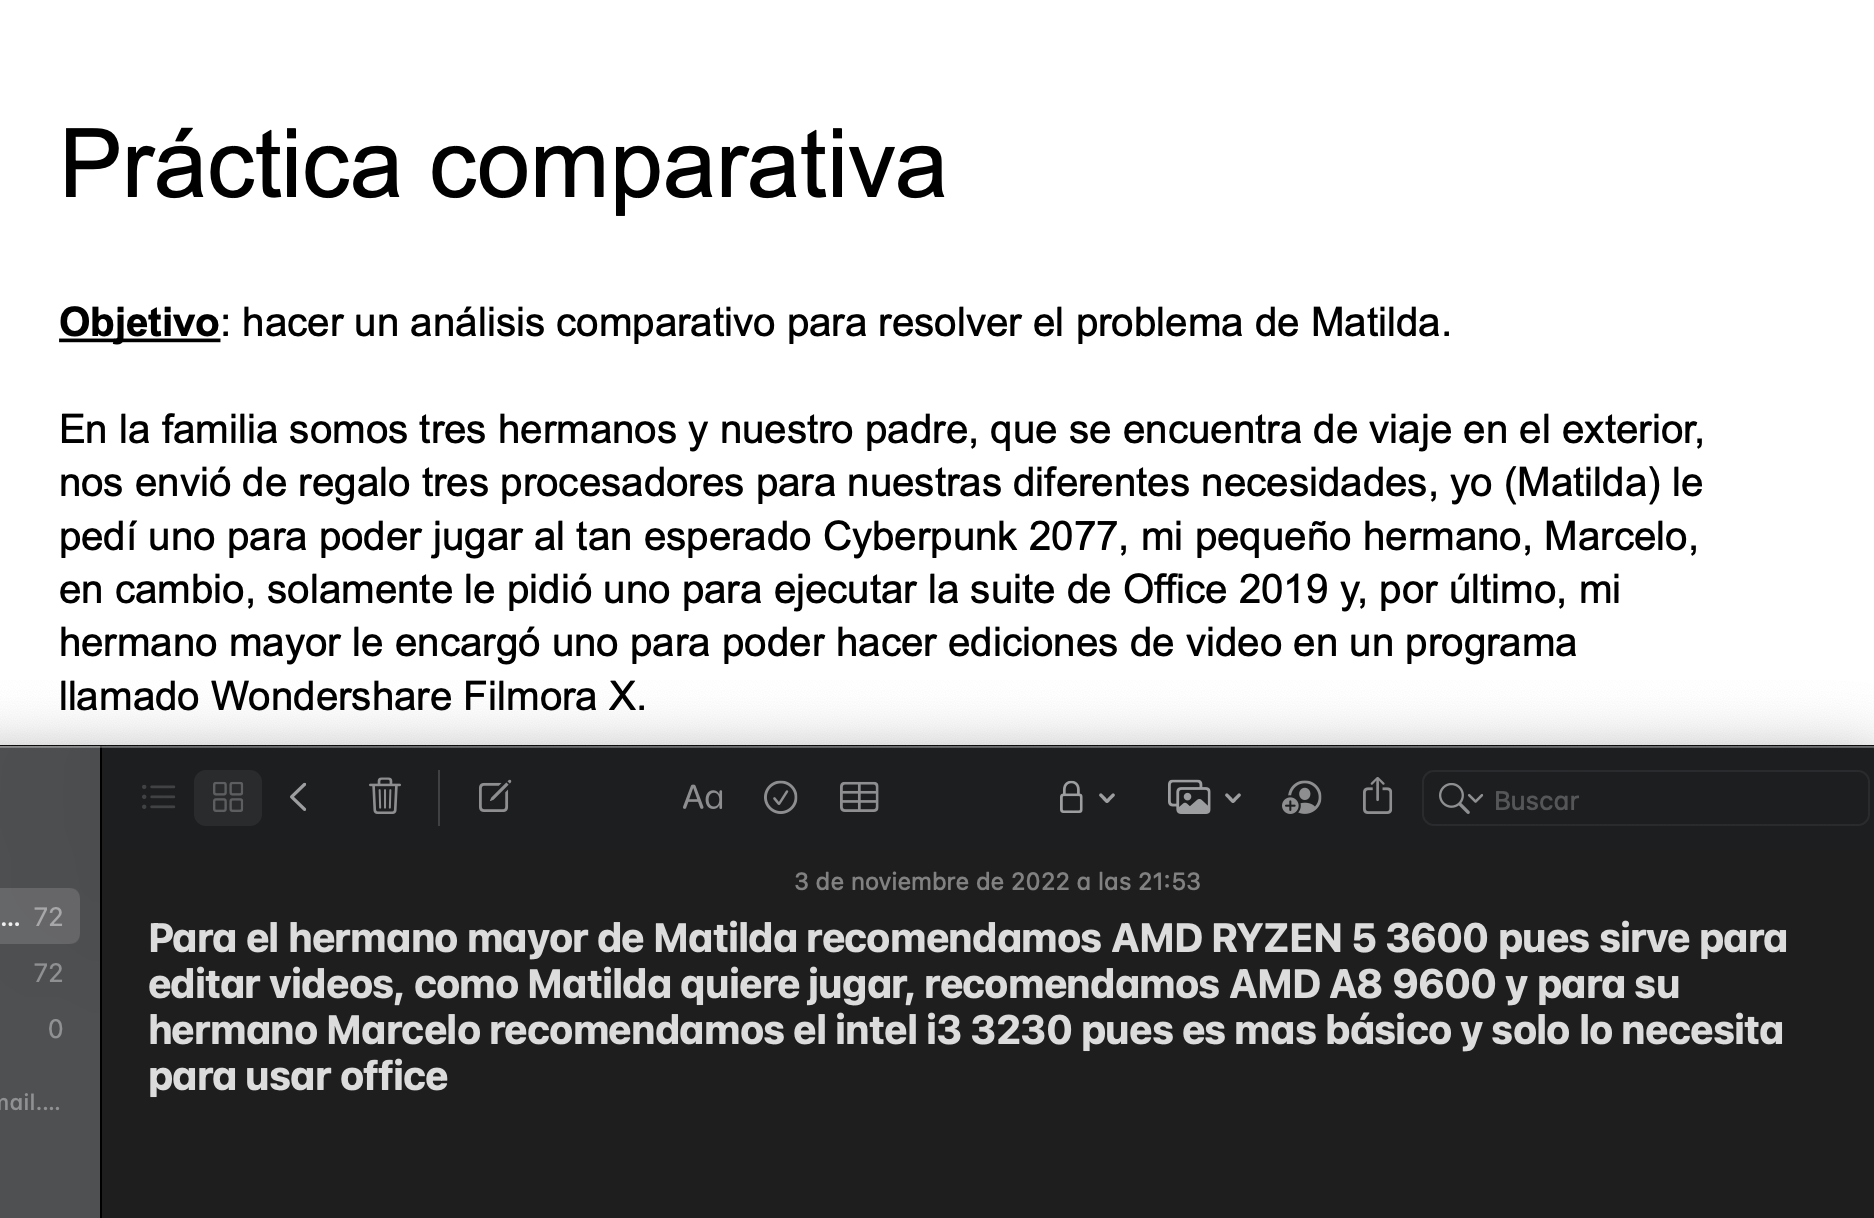 Práctica comparativa
Objetivo: hacer un análisis comparativo para resolver el problema de Matilda.
En la familia somos tres hermanos y nuestro padre, que se encuentra de viaje en el exterior,
nos envió de regalo tres procesadores para nuestras diferentes necesidades, yo (Matilda) le
pedí uno para poder jugar al tan esperado Cyberpunk 2077, mi pequeño hermano, Marcelo,
en cambio, solamente le pidió uno para ejecutar la suite de Office 2019 y, por último, mi
hermano mayor le encargó uno para poder hacer ediciones de video en un programa
llamado Wondershare Filmora X.
Aa
Buscar
3 de noviembre de 2022 a las 21:53
... 72
72
0
mail....
Para el hermano mayor de Matilda recomendamos AMD RYZEN 5 3600 pues sirve para
editar videos, como Matilda quiere jugar, recomendamos AMD A8 9600 y para su
hermano Marcelo recomendamos el intel i3 3230 pues es mas básico y solo lo necesita
para usar office